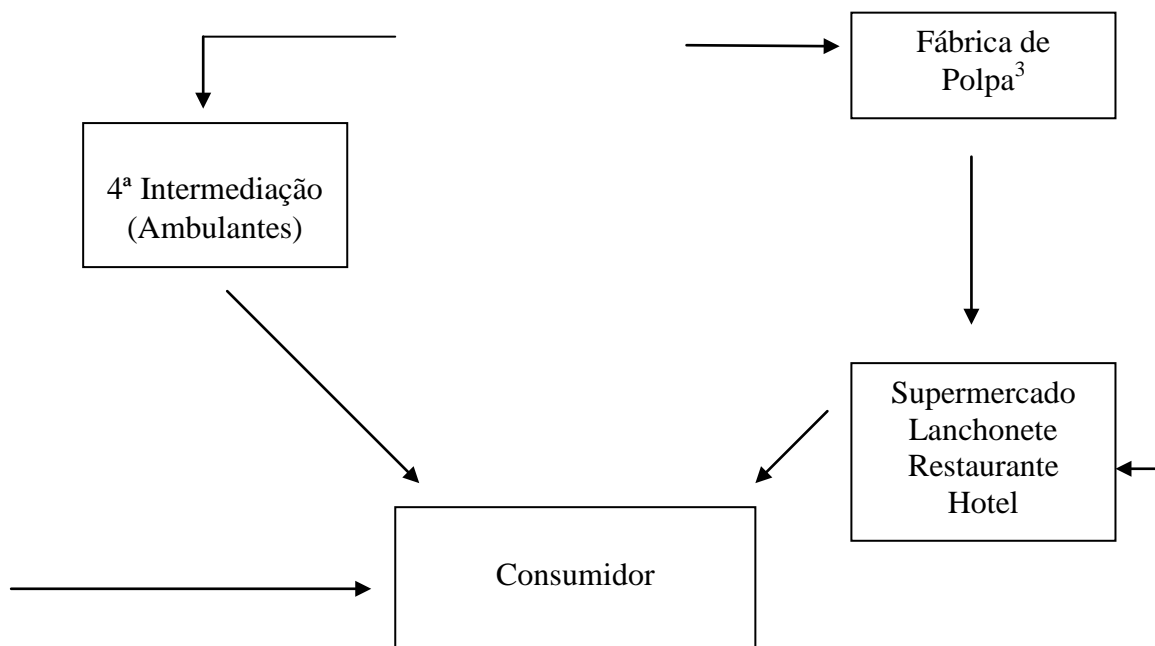 Fábrica de
Polpa³
4ª Intermediação
(Ambulantes)
Supermercado
Lanchonete
Restaurante
Hotel
Consumidor